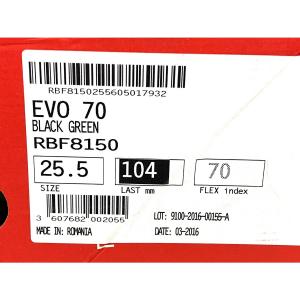 RBF8150255605017932
EVO 70
BLACK GREEN
RBF8150
25.5 104 70
SIZE LAST mm FLEX index
3 607682 002055
LOT: 9100-2016-00155-A
MADE IN: ROMANIA DATE: 03-2016